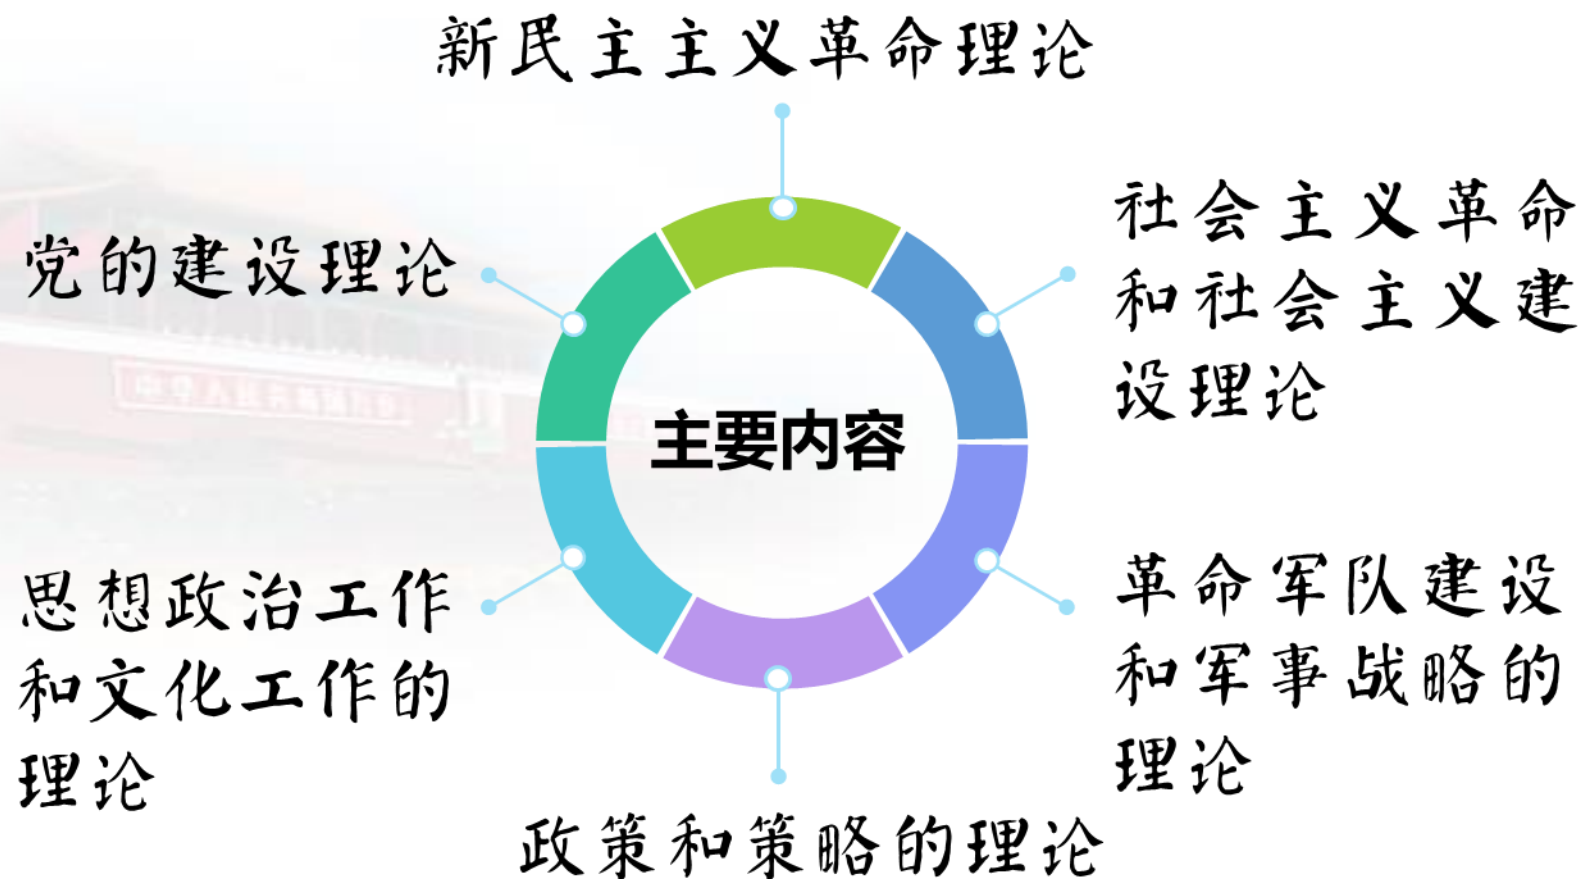 新民主主义革命理论
社会主义革命
和社会主义建
设理论
党的建设理论
主要内容
革命军队建设
和军事战略的
理论
思想政治工作
和文化工作的
理论
政策和策略的理论